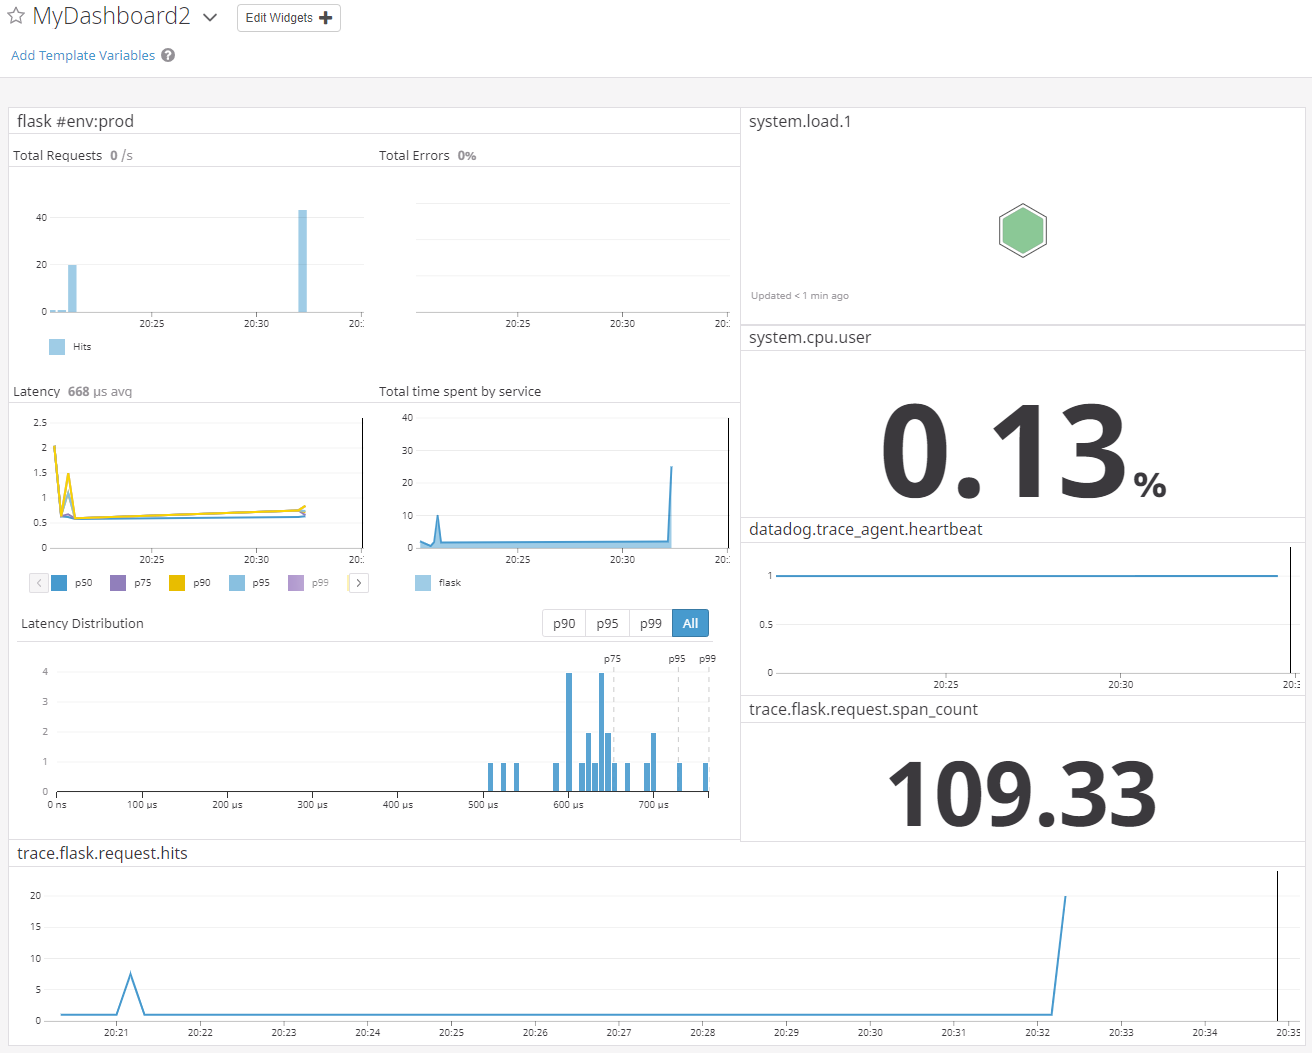 MyDashboard2
Edit Widgets
Add Template Variables ?
flask #env:prod
Total Requests 0 /s
40
20
0
20:25 20:30 20:
Hits
Total Errors 0%
20:25 20:30 20:
Latency 668 µs avg
2.5
2
1.5
1
0.5
0
20:25 20:30 20:
p50 p75 p90 p95 p99
Total time spent by service
40
30
20
10
0
20:25 20:30 20:
flask
Latency Distribution
p90 p95 p99 All
p75 p95 p99
4
3
2
1
0
0 ns 100 µs 200 µs 300 µs 400 µs 500 µs 600 µs 700 µs
system.load.1
Updated < 1 min ago
system.cpu.user
0.13%
datadog.trace_agent.heartbeat
1
0.5
0
20:25 20:30 20:3
trace.flask.request.span_count
109.33
trace.flask.request.hits
20
15
10
5
0
20:21 20:22 20:23 20:24 20:25 20:26 20:27 20:28 20:29 20:30 20:31 20:32 20:33 20:34 20:35